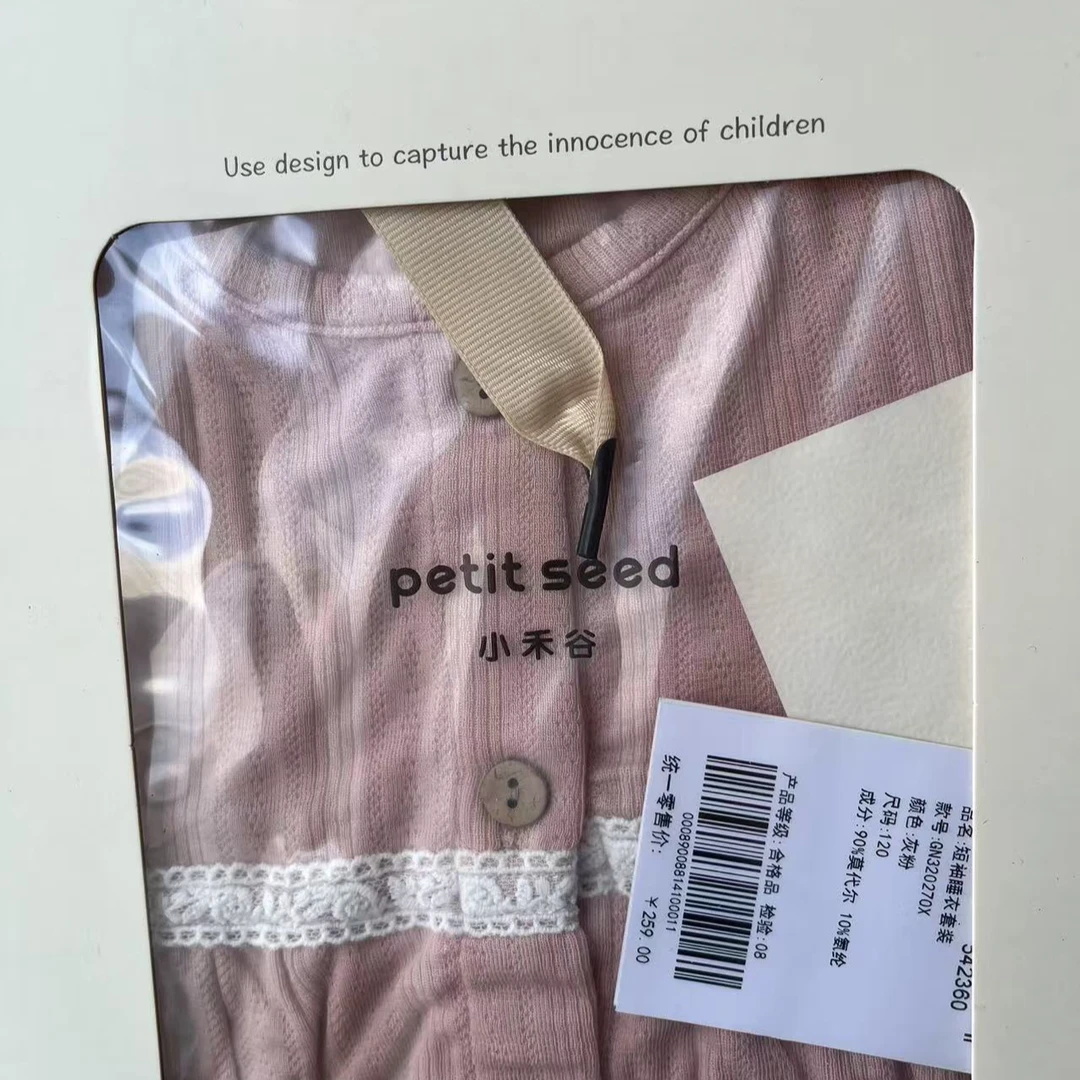 Use design to capture the innocence of children
petit seed
小禾谷
品名:短袖睡衣套装
款号:GN320270X
颜色:灰粉
尺码:120
成分:90%莫代尔 10%氨纶
产品等级:合格品 检验:08
000890881410001​1
统一零售价: ￥259.00